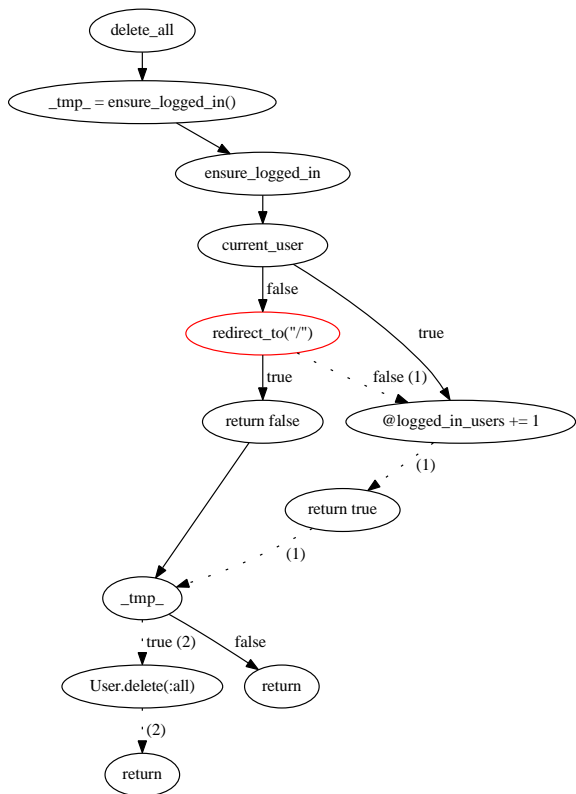 delete_all
_tmp_ = ensure_logged_in()
ensure_logged_in
current_user
false
true
redirect_to("/")
true
false (1)
return false
@logged_in_users += 1
(1)
return true
(1)
_tmp_
true (2)
false
User.delete(:all)
return
(2)
return